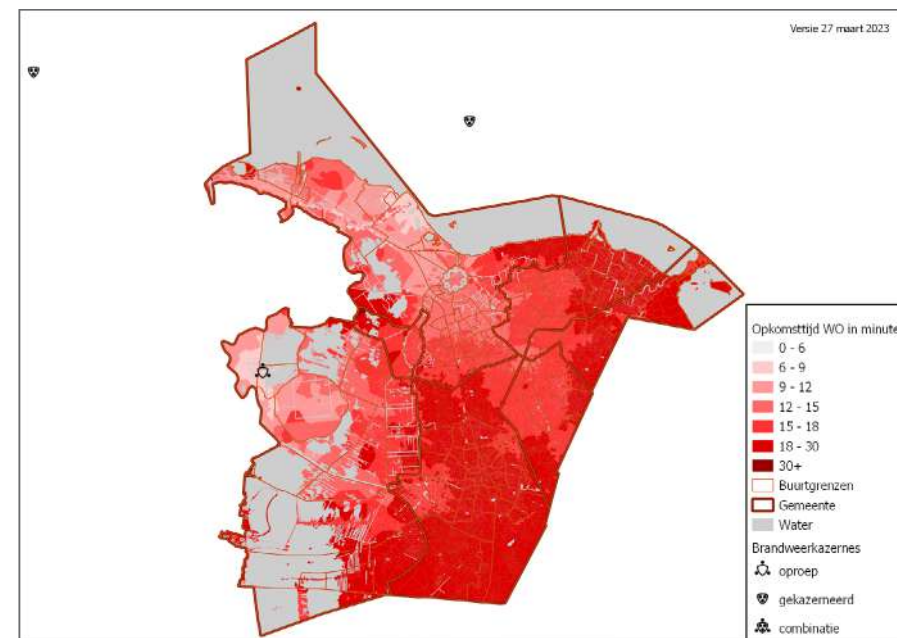 Versie 27 maart 2023
Opkomsttijd WO in minute
0 - 6
6 - 9
9 - 12
12 - 15
15 - 18
18 - 30
30+
Buurtgrenzen
Gemeente
Water
Brandweerkazernes
oproep
gekazerneerd
combinatie